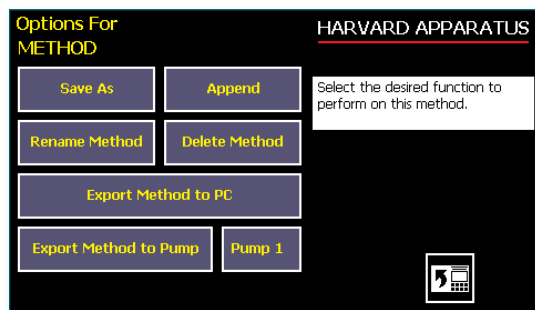 Options For
METHOD
HARVARD APPARATUS
Save As
Append
Select the desired function to
perform on this method.
Rename Method
Delete Method
Export Method to PC
Export Method to Pump
Pump 1